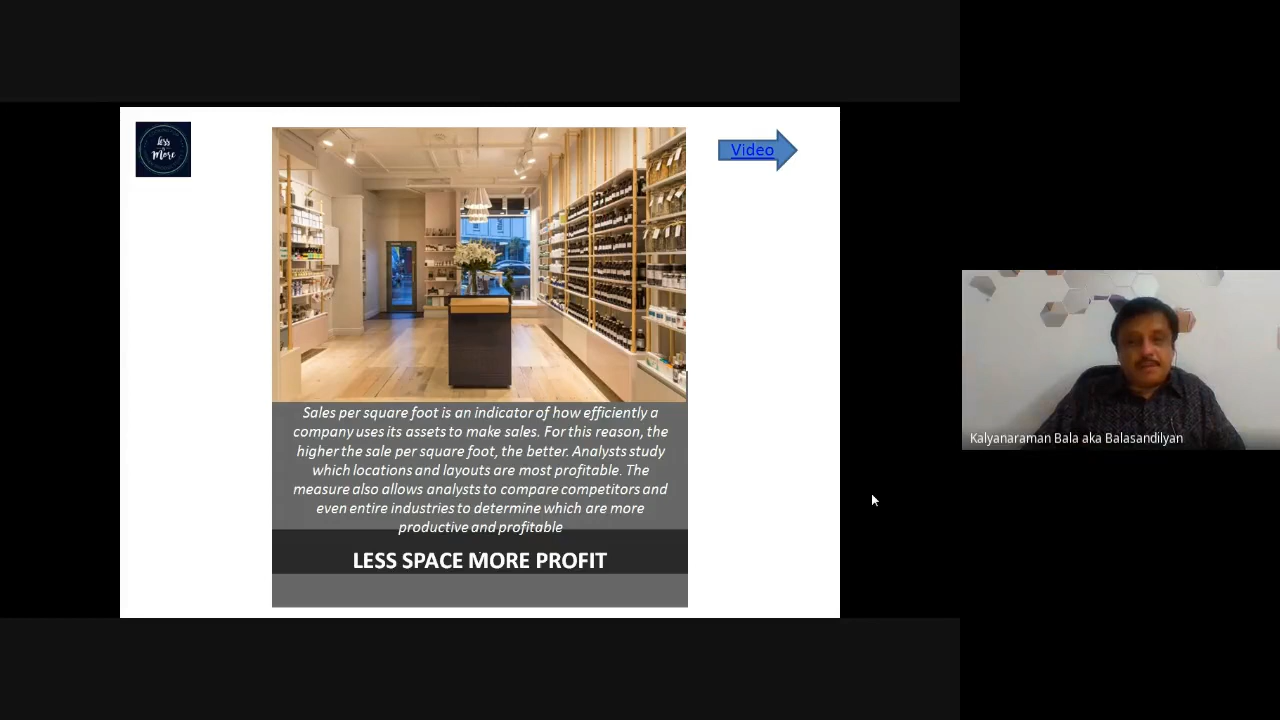 less
is
More
Video
Sales per square foot is an indicator of how efficiently a
company uses its assets to make sales. For this reason, the
higher the sale per square foot, the better. Analysts study
which locations and layouts are most profitable. The
measure also allows analysts to compare competitors and
even entire industries to determine which are more
productive and profitable
LESS SPACE MORE PROFIT
Kalyanaraman Bala aka Balasandilyan